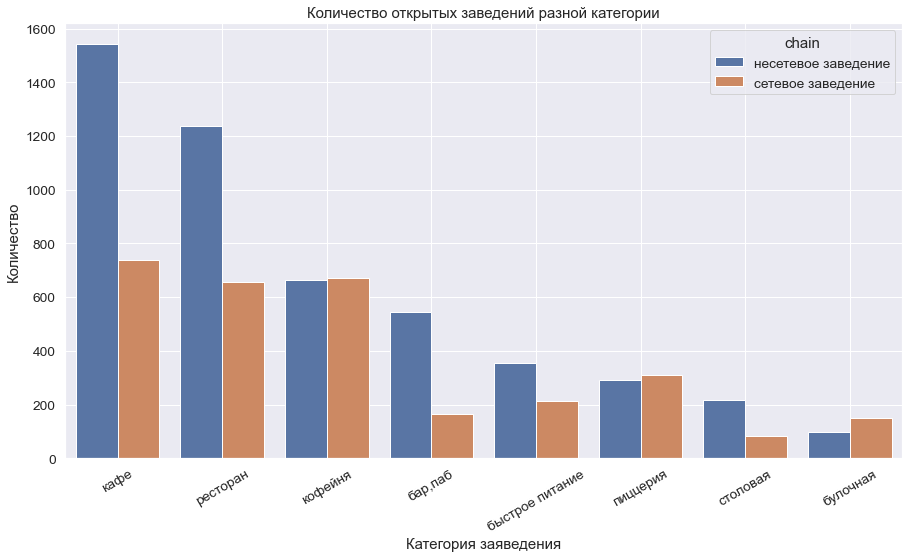 Количество открытых заведений разной категории
chain
несетевое заведение
сетевое заведение
Количество
1600
1400
1200
1000
800
600
400
200
0
кафе
ресторан
кофейня
бар,паб
быстрое питание
пиццерия
столовая
булочная
Категория заяведения